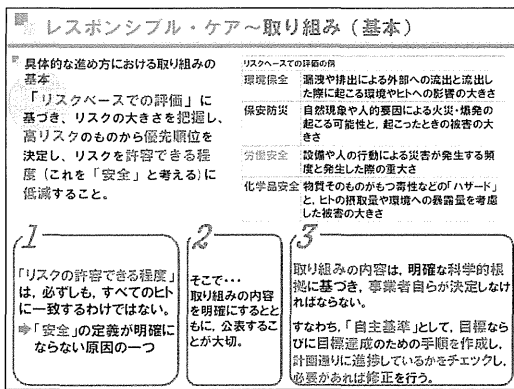 レスポンシブル・ケア～取り組み（基本）
具体的な進め方における取り組みの
基本
「リスクベースでの評価」に
基づき、リスクの大きさを把握し、
高リスクのものから優先順位を
決定し、リスクを許容できる程
度（これを「安全」と考える）に
低減すること。
リスクベースでの評価の例
環境保全 漏洩や排出による外部への流出と流出し
た際に起こる環境やヒトへの影響の大きさ
保安防災 自然現象や人的要因による火災・爆発の
起こる可能性と、起こったときの被害の大
きさ
労働安全 設備や人の行動による災害が発生する頻
度と発生した際の重大さ
化学品安全 物質そのものがもつ毒性などの「ハザード」
と、ヒトの摂取量や環境への暴露量を考慮
した被害の大きさ
1
「リスクの許容できる程度」
は、必ずしも、すべてのヒト
に一致するわけではない。
⇒「安全」の定義が明確に
ならない原因の一つ
2
そこで・・・
取り組みの内容
を明確にするとと
もに、公表するこ
とが大切。
3
取り組みの内容は、明確な科学的根
拠に基づき、事業者自らが決定しなけ
ればならない。
すなわち、「自主基準」として、目標なら
びに目標達成のための手順を作成し、
計画通りに進捗しているかをチェックし、
必要があれば修正を行う。